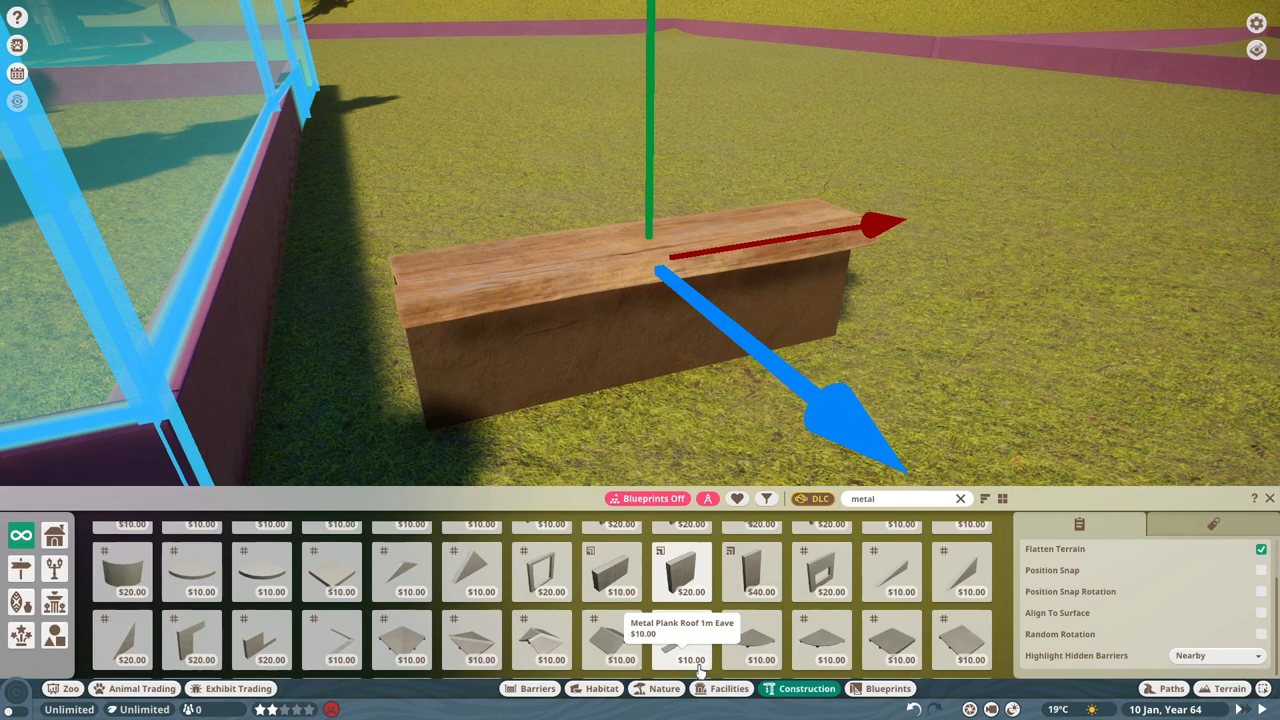 ?
Blueprints Off
DLC
metal
?
$10.00 $10.00 $10.00 $10.00 $10.00 $10.00 $10.00 $20.00 $20.00 $20.00 $20.00 $10.00 $10.00
$20.00 $10.00 $10.00 $10.00 $10.00 $10.00 $20.00 $10.00 $20.00 $40.00 $20.00 $10.00 $10.00
$20.00 $20.00 $20.00 $10.00 $10.00 $10.00 $10.00 $10.00 $10.00 $10.00 $10.00 $10.00 $10.00
Metal Plank Roof 1m Eave
$10.00
Flatten Terrain
Position Snap
Position Snap Rotation
Align To Surface
Random Rotation
Highlight Hidden Barriers Nearby
Zoo Animal Trading Exhibit Trading Barriers Habitat Nature Facilities Construction Blueprints Paths Terrain
Unlimited Unlimited 0 19°C 10 Jan, Year 64